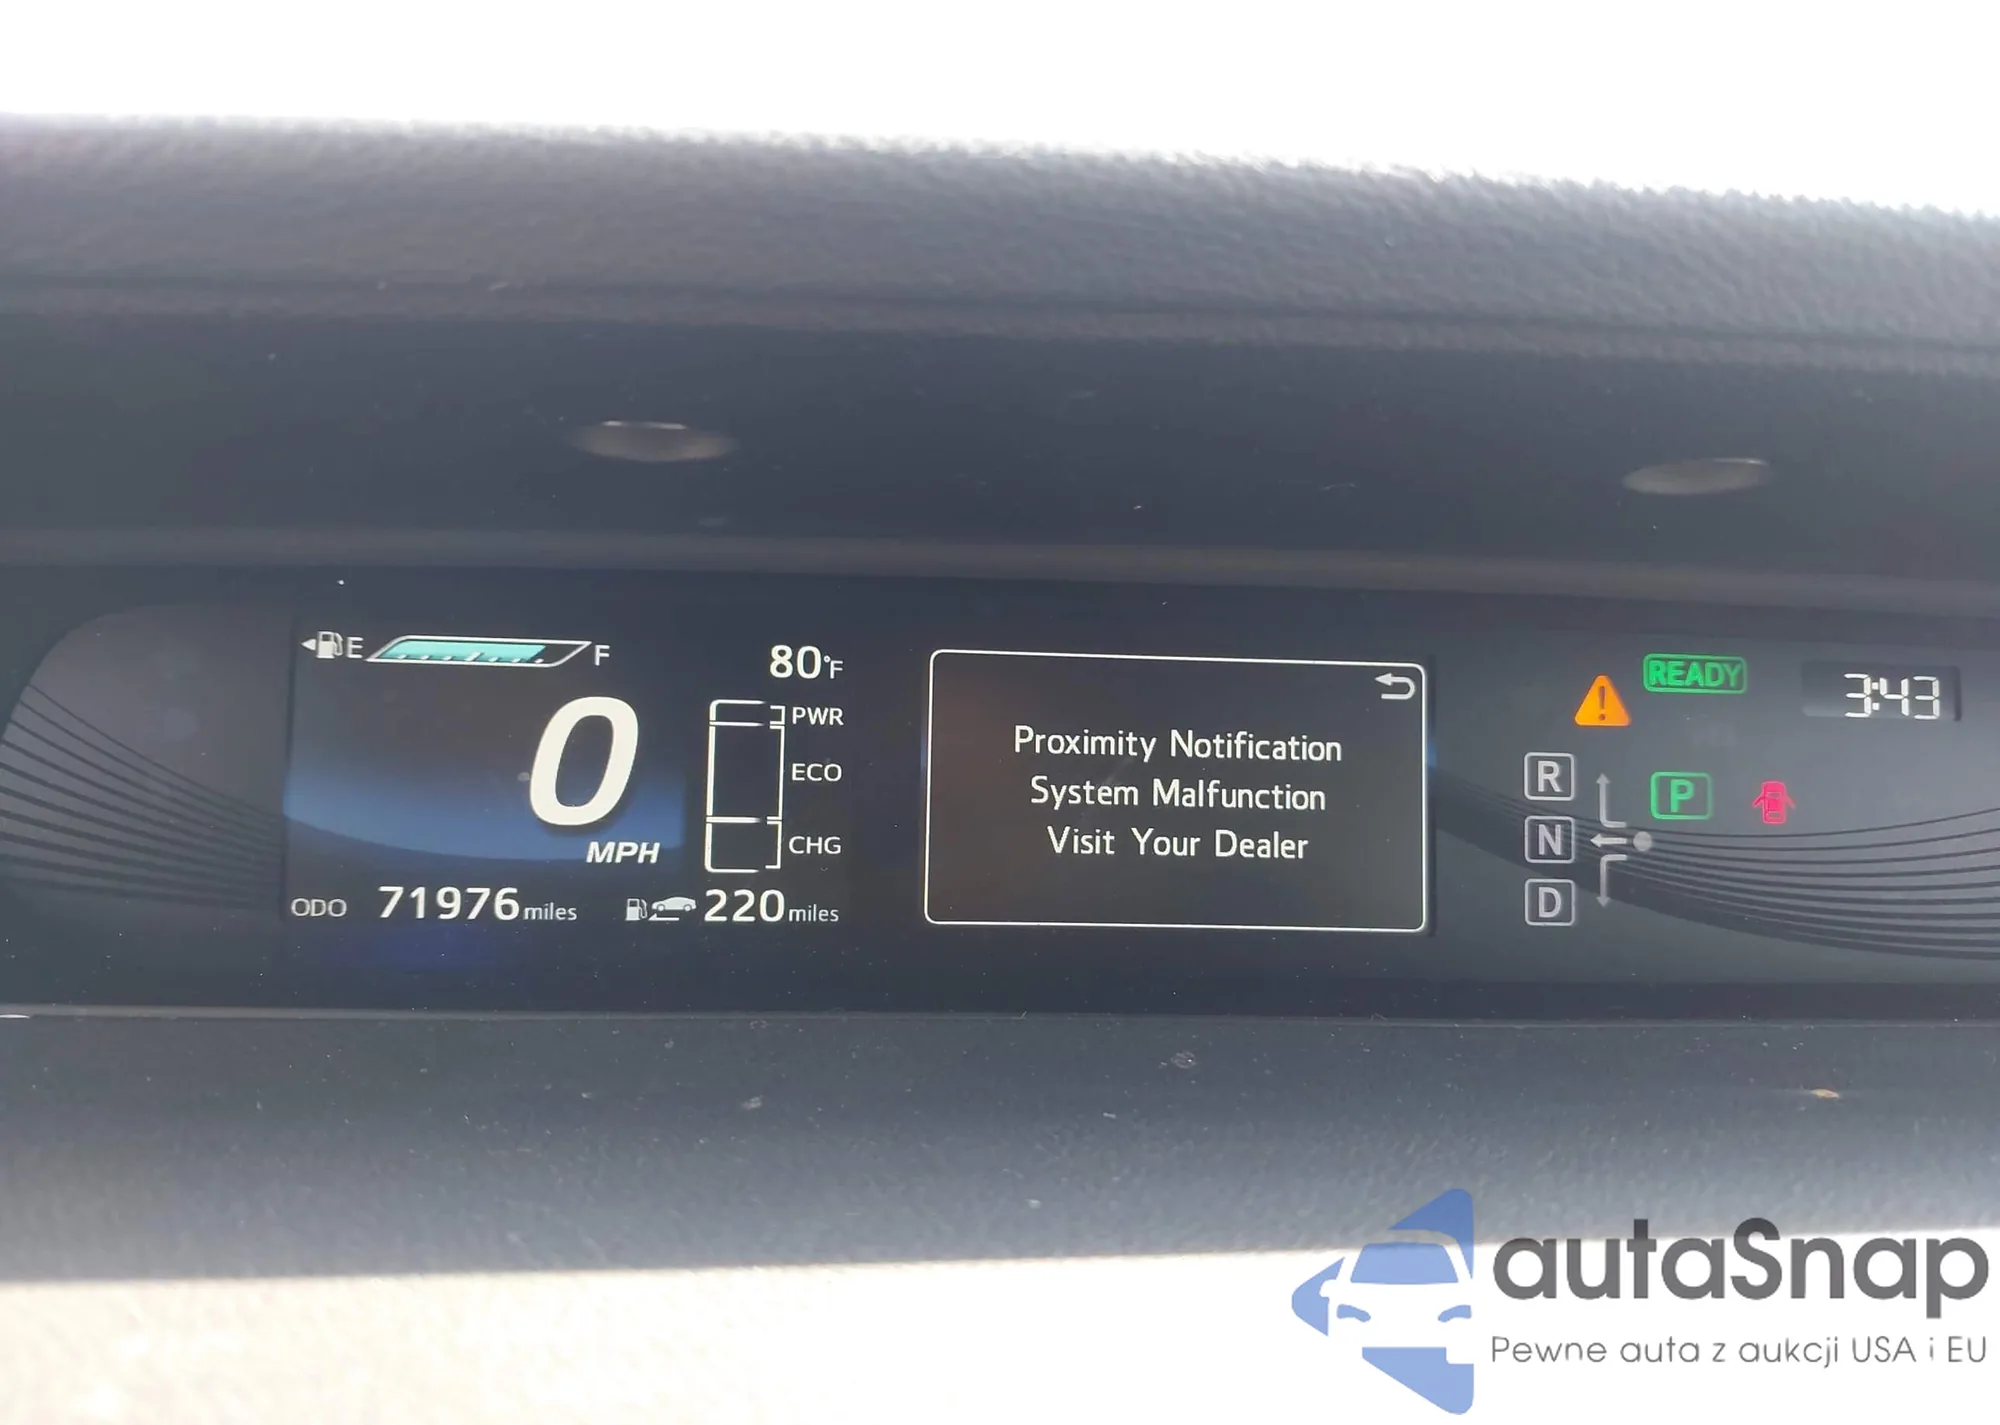 E F
80°F
0
MPH
PWR
ECO
CHG
ODO 71976 miles
220 miles
Proximity Notification
System Malfunction
Visit Your Dealer
READY
3:43
R
N
D
P
autaSnap
Pewne auta z aukcji USA i EU